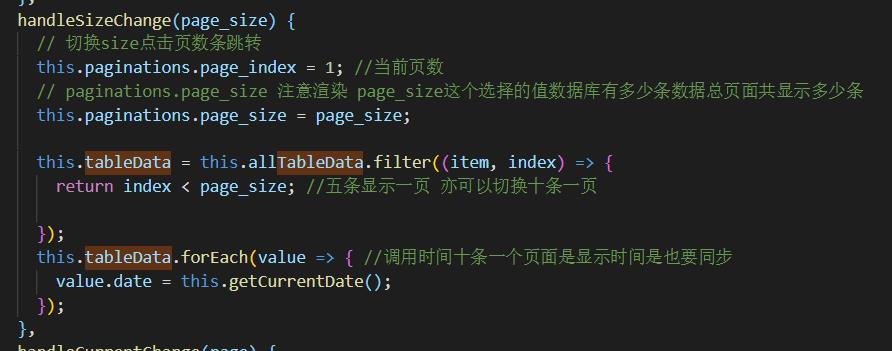 },
handleSizeChange(page_size) {
// 切换size点击页数条跳转
this.paginations.page_index = 1; //当前页数
// paginations.page_size 注意渲染 page_size这个选择的值数据库有多少条数据总页面共显示多少条
this.paginations.page_size = page_size;
this.tableData = this.allTableData.filter((item, index) => {
return index < page_size; //五条显示一页 亦可以切换十条一页
});
this.tableData.forEach(value => { //调用时间十条一个页面是显示时间是也要同步
value.date = this.getCurrentDate();
});
},
handleCurrentChange(page) {